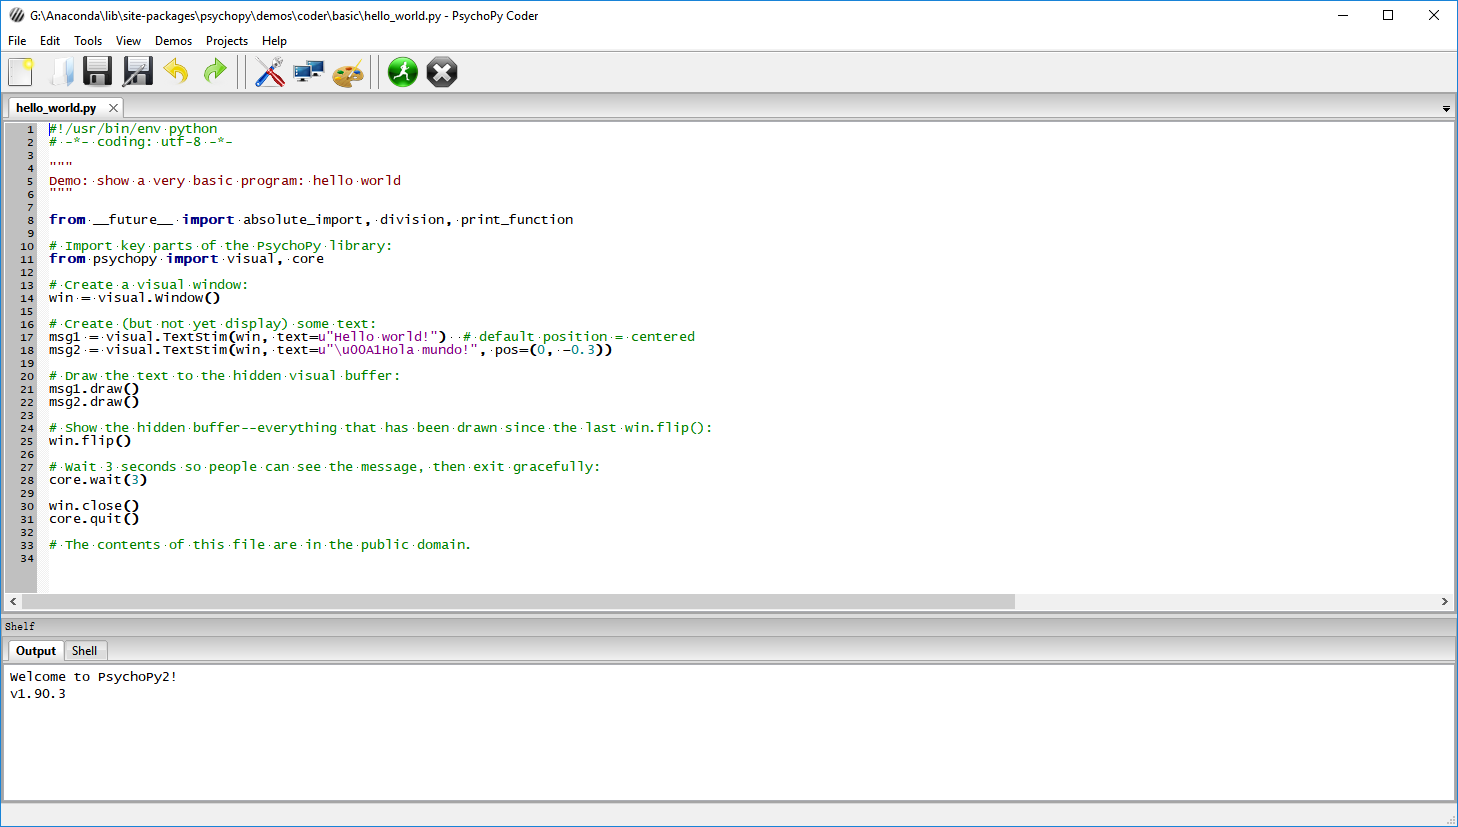 G:\Anaconda\lib\site-packages\psychopy\demos\coder\basic\hello_world.py - PsychoPy Coder
File Edit Tools View Demos Projects Help
hello_world.py
1 #!/usr/bin/env python
2 # -*- coding: utf-8 -*-
3
4 """
5 Demo: show a very basic program: hello world
6 """
7
8 from __future__ import absolute_import, division, print_function
9
10 # Import key parts of the PsychoPy library:
11 from psychopy import visual, core
12
13 # Create a visual window:
14 win = visual.Window()
15
16 # Create (but not yet display) some text:
17 msg1 = visual.TextStim(win, text=u"Hello world!")  # default position = centered
18 msg2 = visual.TextStim(win, text=u"\u00A1Hola mundo!", pos=(0, -0.3))
19
20 # Draw the text to the hidden visual buffer:
21 msg1.draw()
22 msg2.draw()
23
24 # Show the hidden buffer--everything that has been drawn since the last win.flip():
25 win.flip()
26
27 # Wait 3 seconds so people can see the message, then exit gracefully:
28 core.wait(3)
29
30 win.close()
31 core.quit()
32
33 # The contents of this file are in the public domain.
34
Shelf
Output Shell
Welcome to PsychoPy2!
v1.90.3